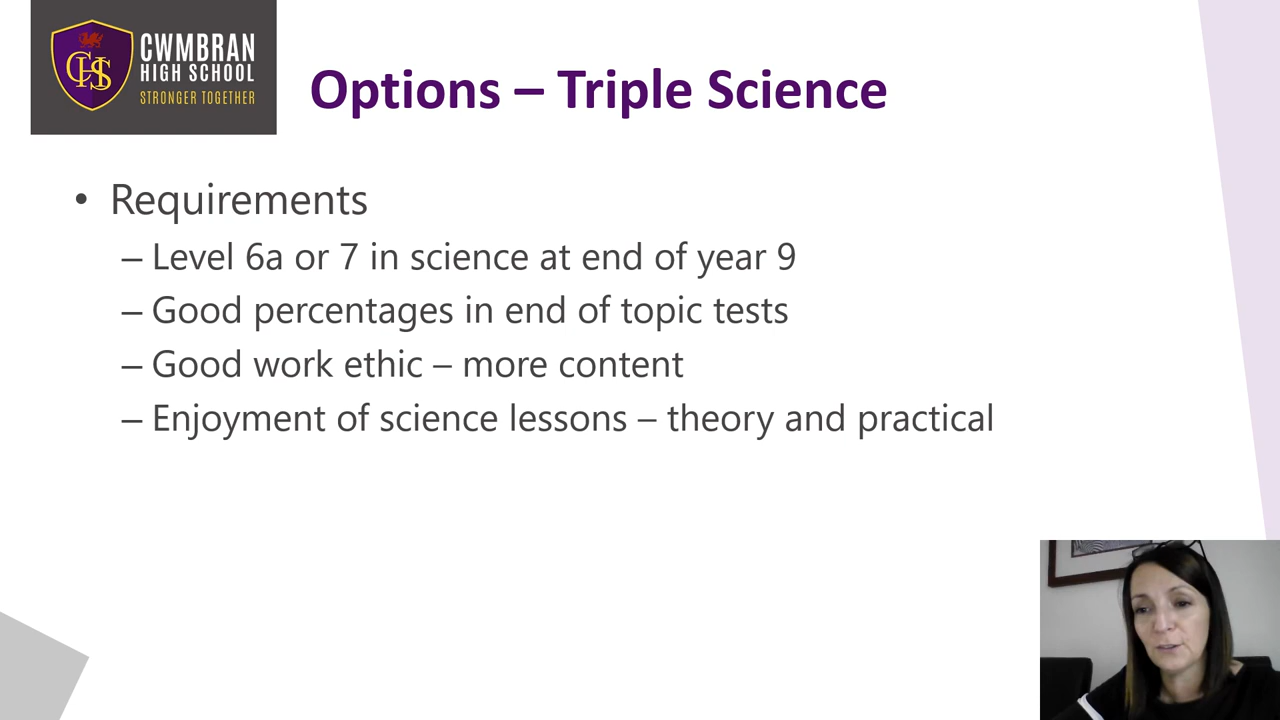 CWMBRAN
HIGH SCHOOL
STRONGER TOGETHER
CHS
Options – Triple Science
• Requirements
– Level 6a or 7 in science at end of year 9
– Good percentages in end of topic tests
– Good work ethic – more content
– Enjoyment of science lessons – theory and practical